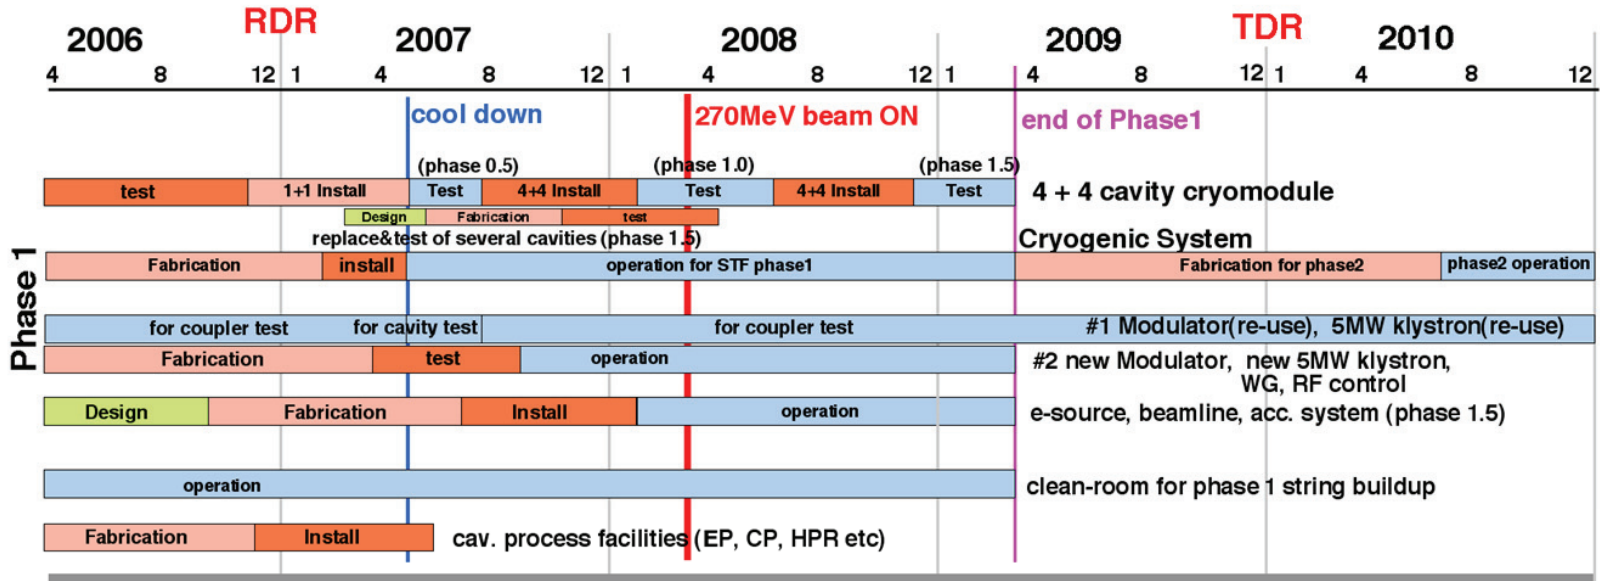 RDR TDR
2006 2007 2008 2009 2010
4 8 12 1 4 8 12 1 4 8 12 1 4 8 12 1 4 8 12
cool down 270MeV beam ON end of Phase1
(phase 0.5) (phase 1.0) (phase 1.5)
test 1+1 Install Test 4+4 Install Test 4+4 Install Test 4 + 4 cavity cryomodule
Design Fabrication test
replace&test of several cavities (phase 1.5) Cryogenic System
Fabrication install operation for STF phase1 Fabrication for phase2 phase2 operation
Phase 1
for coupler test for cavity test for coupler test #1 Modulator(re-use), 5MW klystron(re-use)
Fabrication test operation #2 new Modulator, new 5MW klystron,
WG, RF control
Design Fabrication Install operation e-source, beamline, acc. system (phase 1.5)
operation clean-room for phase 1 string buildup
Fabrication Install cav. process facilities (EP, CP, HPR etc)